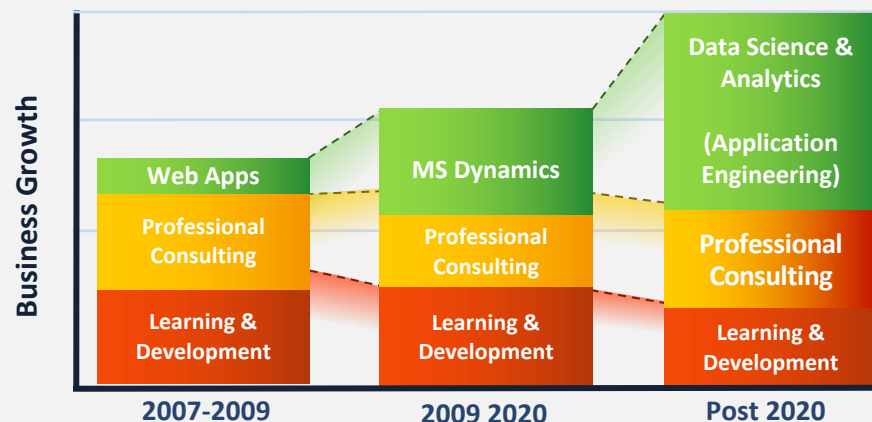 Business Growth
Web Apps
Professional
Consulting
Learning &
Development
2007-2009
MS Dynamics
Professional
Consulting
Learning &
Development
2009 2020
Data Science &
Analytics
(Application
Engineering)
Professional
Consulting
Learning &
Development
Post 2020